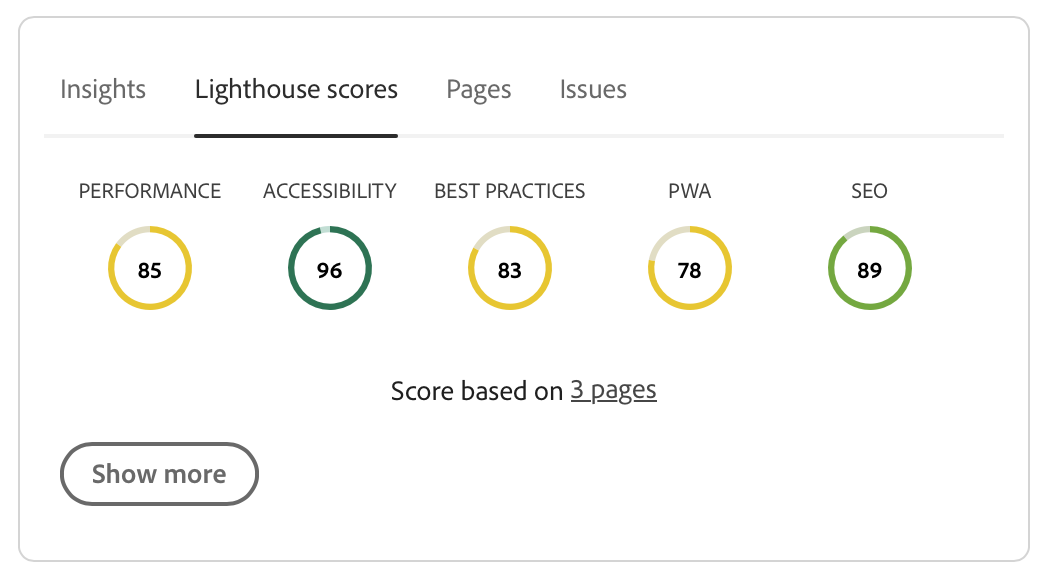 Insights Lighthouse scores Pages Issues
PERFORMANCE ACCESSIBILITY BEST PRACTICES PWA SEO
85 96 83 78 89
Score based on 3 pages
Show more